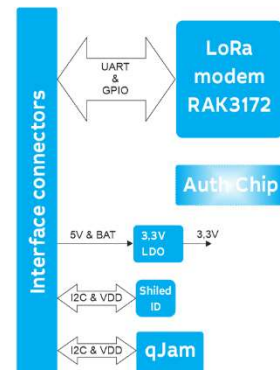 Interface connectors
UART
&
GPIO
LoRa
modem
RAK3172
Auth Chip
5V & BAT
3,3V
LDO
3,3V
I2C & VDD
Shiled
ID
I2C & VDD
qJam